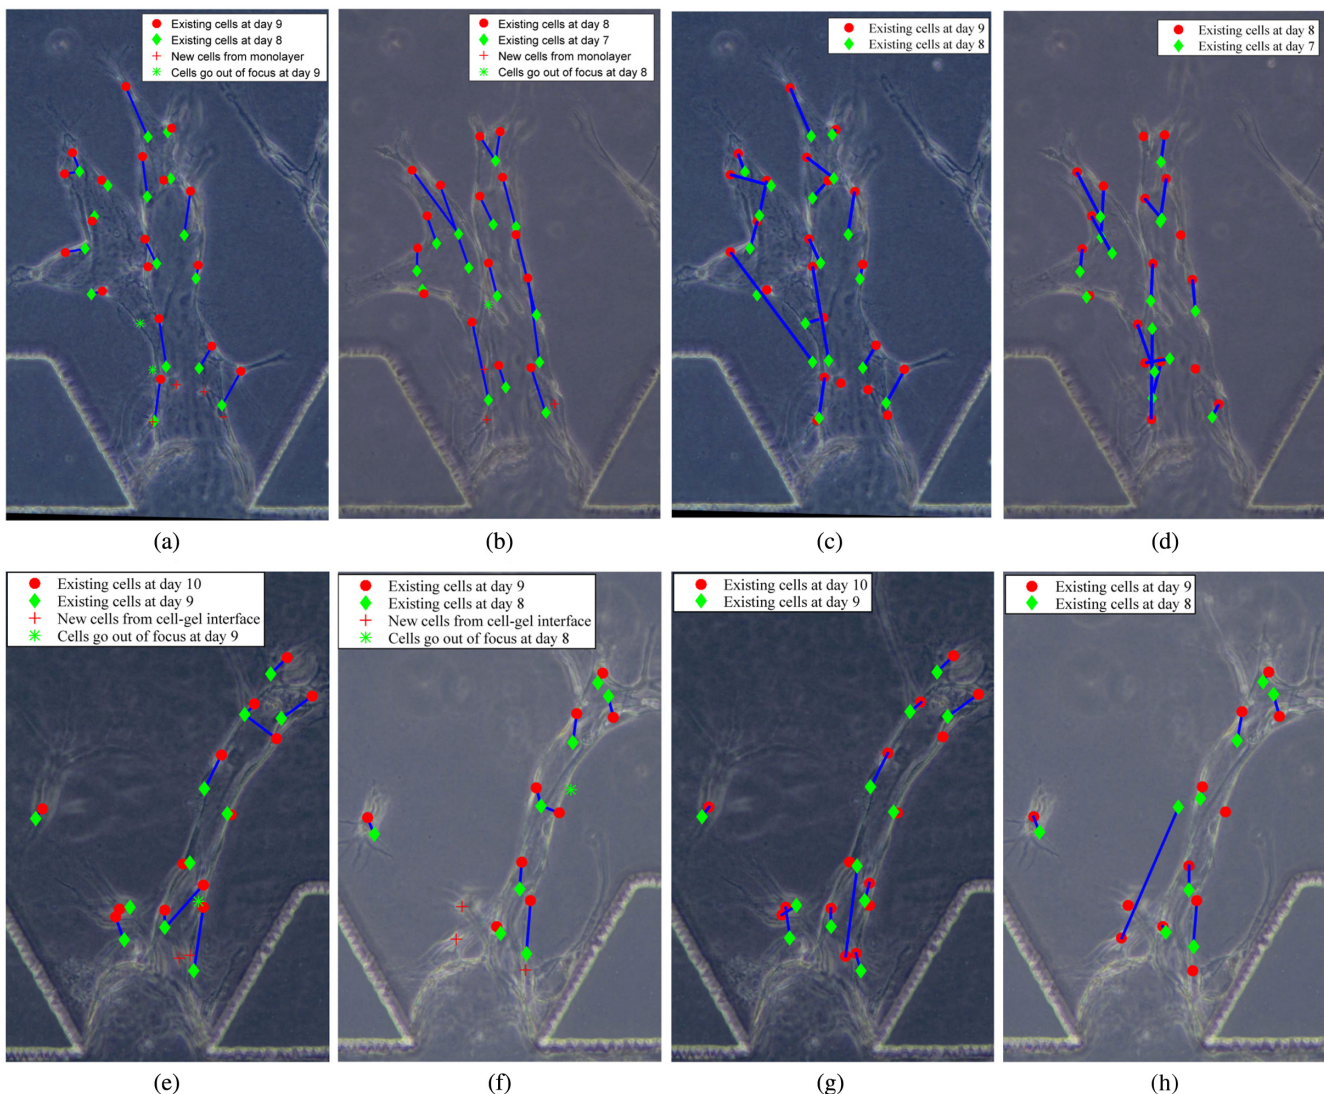 Existing cells at day 9
Existing cells at day 8
New cells from monolayer
Cells go out of focus at day 9
Existing cells at day 8
Existing cells at day 7
New cells from monolayer
Cells go out of focus at day 8
Existing cells at day 9
Existing cells at day 8
Existing cells at day 8
Existing cells at day 7
(a)
(b)
(c)
(d)
Existing cells at day 10
Existing cells at day 9
New cells from cell-gel interface
Cells go out of focus at day 9
Existing cells at day 9
Existing cells at day 8
New cells from cell-gel interface
Cells go out of focus at day 8
Existing cells at day 10
Existing cells at day 9
Existing cells at day 9
Existing cells at day 8
(e)
(f)
(g)
(h)